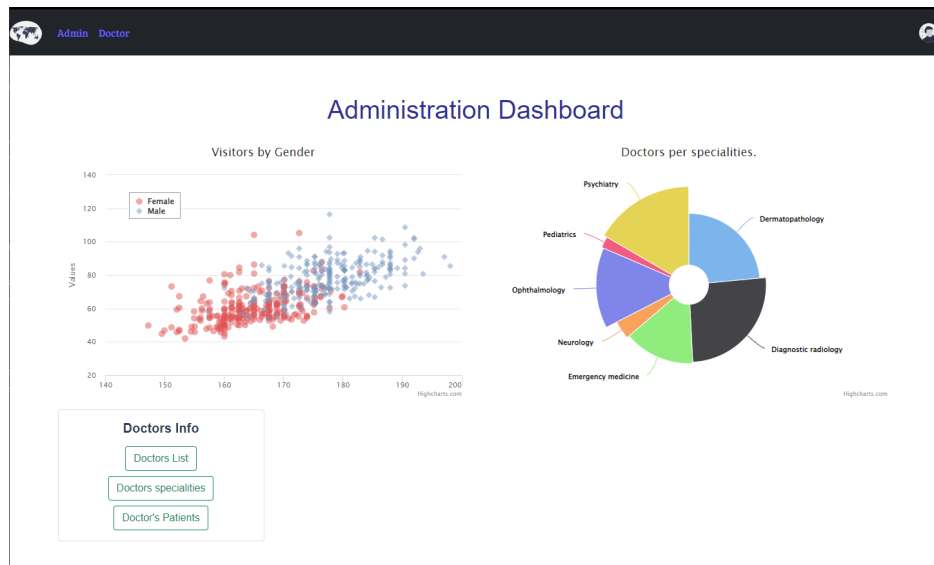 Admin Doctor
Administration Dashboard
Visitors by Gender
140
120
100
80
60
40
20
Values
Female
Male
140 150 160 170 180 190 200
Highcharts.com
Doctors per specialities.
Psychiatry
Dermatopathology
Pediatrics
Ophthalmology
Neurology
Diagnostic radiology
Emergency medicine
Highcharts.com
Doctors Info
Doctors List
Doctors specialities
Doctor's Patients